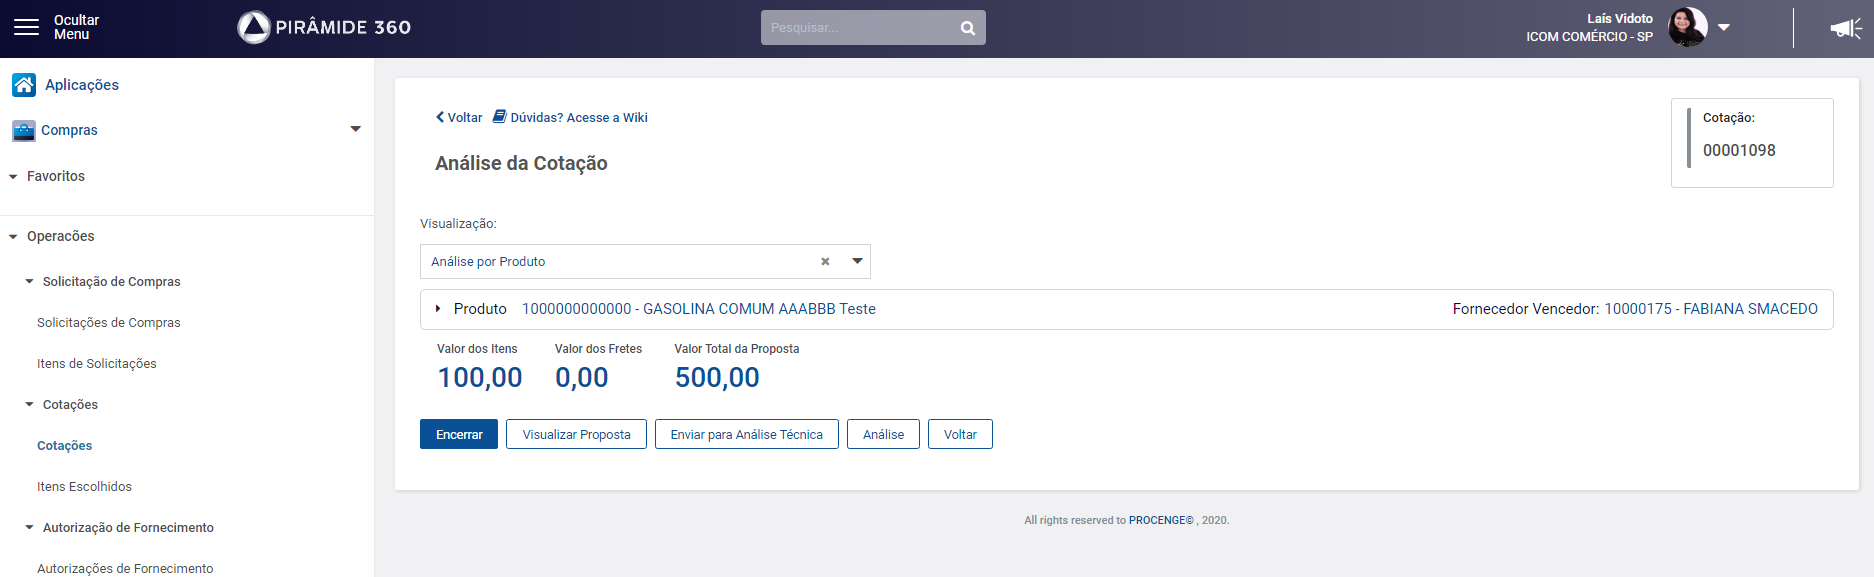 Ocultar
Menu
PIRÂMIDE 360
Pesquisar...
Laís Vidoto
ICOM COMÉRCIO - SP
Aplicações
Compras
Favoritos
Operacões
Solicitação de Compras
Solicitações de Compras
Itens de Solicitações
Cotações
Cotações
Itens Escolhidos
Autorização de Fornecimento
Autorizações de Fornecimento
Voltar Dúvidas? Acesse a Wiki
Cotação:
00001098
Análise da Cotação
Visualização:
Análise por Produto
Produto 1000000000000 - GASOLINA COMUM AAABBB Teste Fornecedor Vencedor: 10000175 - FABIANA SMACEDO
Valor dos Itens Valor dos Fretes Valor Total da Proposta
100,00 0,00 500,00
Encerrar Visualizar Proposta Enviar para Análise Técnica Análise Voltar
All rights reserved to PROCENGE© , 2020.